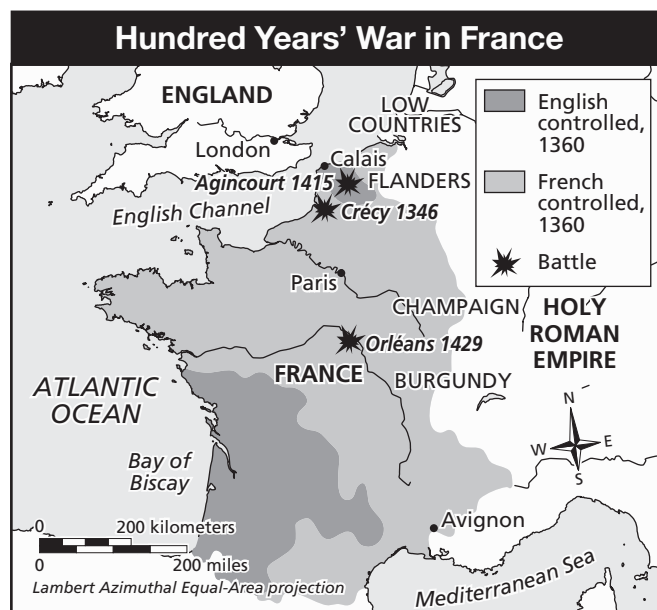 Hundred Years’ War in France
ENGLAND
London
LOW
COUNTRIES
Calais
Agincourt 1415
FLANDERS
English Channel
Crécy 1346
English
controlled,
1360
French
controlled,
1360
Battle
Paris
CHAMPAIGN
HOLY
ROMAN
EMPIRE
Orléans 1429
FRANCE
BURGUNDY
ATLANTIC
OCEAN
Bay of
Biscay
N
W
E
S
Avignon
0
200 kilometers
0
200 miles
Lambert Azimuthal Equal-Area projection
Mediterranean Sea